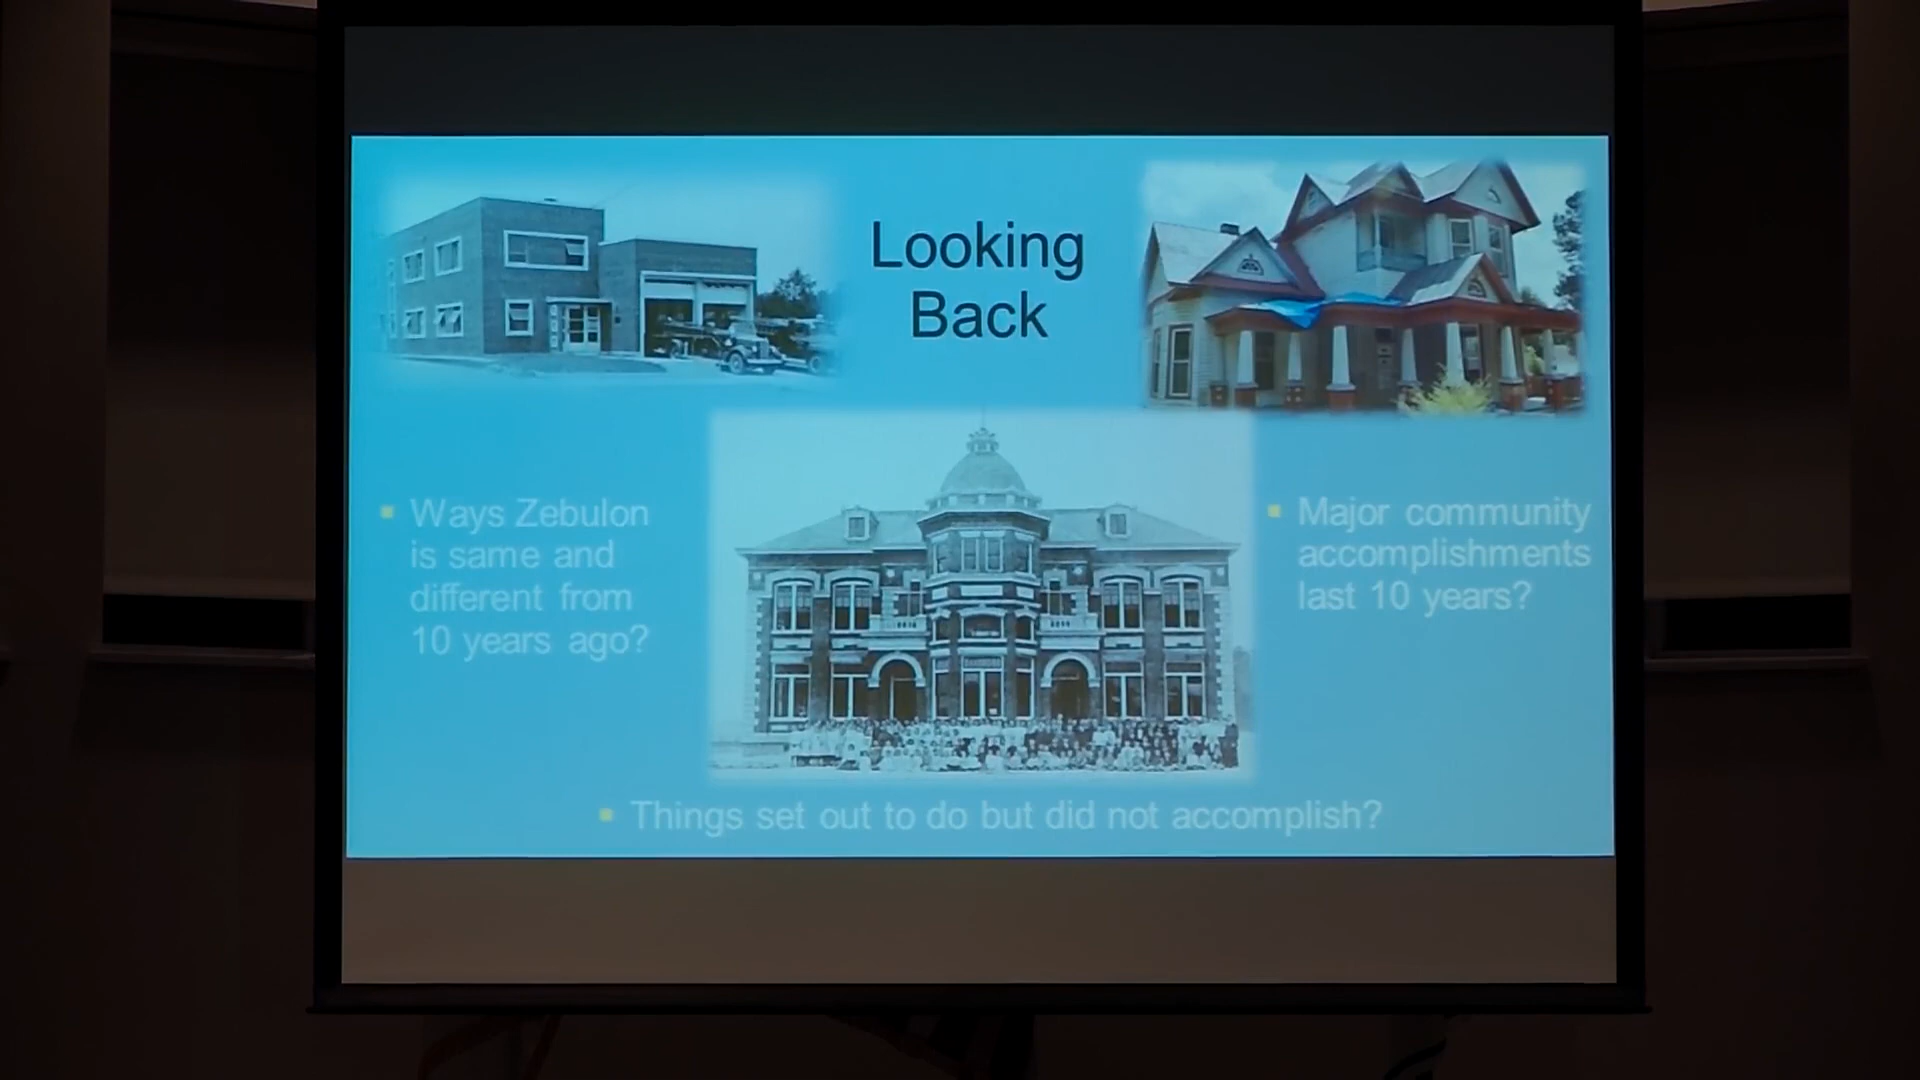 Looking
Back
Ways Zebulon
is same and
different from
10 years ago?
Major community
accomplishments
last 10 years?
Things set out to do but did not accomplish?